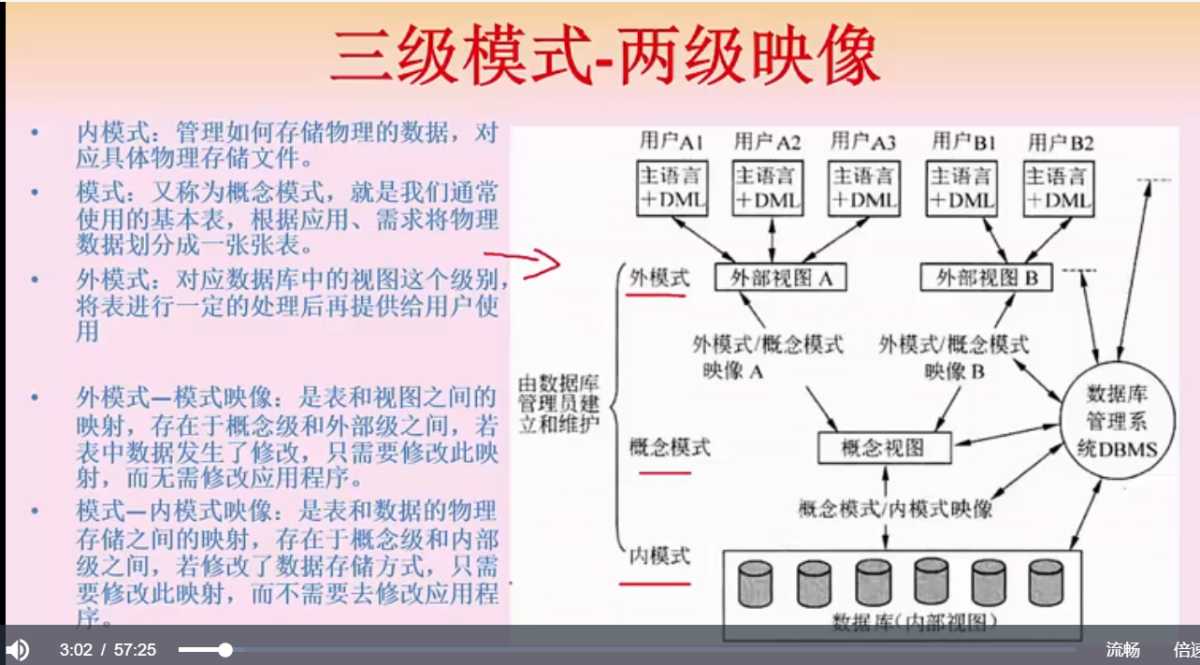 三级模式-两级映像
• 内模式：管理如何存储物理的数据，对
应具体物理存储文件。
• 模式：又称为概念模式，就是我们通常
使用的基本表，根据应用、需求将物理
数据划分成一张张表。
• 外模式：对应数据库中的视图这个级别，
将表进行一定的处理后再提供给用户使
用
• 外模式—模式映像：是表和视图之间的
映射，存在于概念级和外部级之间，若
表中数据发生了修改，只需要修改此映
射，而无需修改应用程序。
• 模式—内模式映像：是表和数据的物理
存储之间的映射，存在于概念级和内部
级之间，若修改了数据存储方式，只需
要修改此映射，而不需要去修改应用程
序。
用户A1 用户A2 用户A3 用户B1 用户B2
主语言 主语言 主语言 主语言 主语言
+DML +DML +DML +DML +DML
外模式 外部视图 A 外部视图 B
外模式/概念模式 外模式/概念模式
映像 A 映像 B
由数据库
管理员建
立和维护
数据库
管理系
统DBMS
概念模式 概念视图
概念模式/内模式映像
内模式
数据库(内部视图)
3:02 / 57:25 流畅 倍速